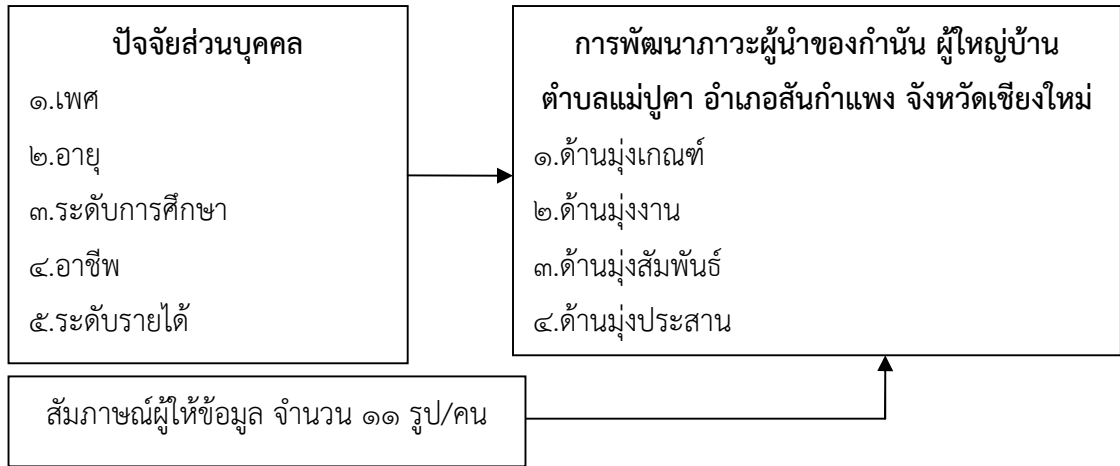 ปัจจัยส่วนบุคคล
๑.เพศ
๒.อายุ
๓.ระดับการศึกษา
๔.อาชีพ
๕.ระดับรายได้
การพัฒนาภาวะผู้นำของกำนัน ผู้ใหญ่บ้าน
ตำบลแม่ปูคา อำเภอสันกำแพง จังหวัดเชียงใหม่
๑.ด้านมุ่งเกณฑ์
๒.ด้านมุ่งงาน
๓.ด้านมุ่งสัมพันธ์
๔.ด้านมุ่งประสาน
สัมภาษณ์ผู้ให้ข้อมูล จำนวน ๑๑ รูป/คน